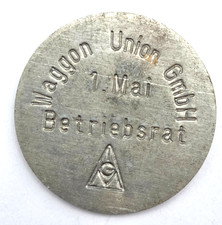 Waggon Union GmbH
1. Mai
Betriebsrat